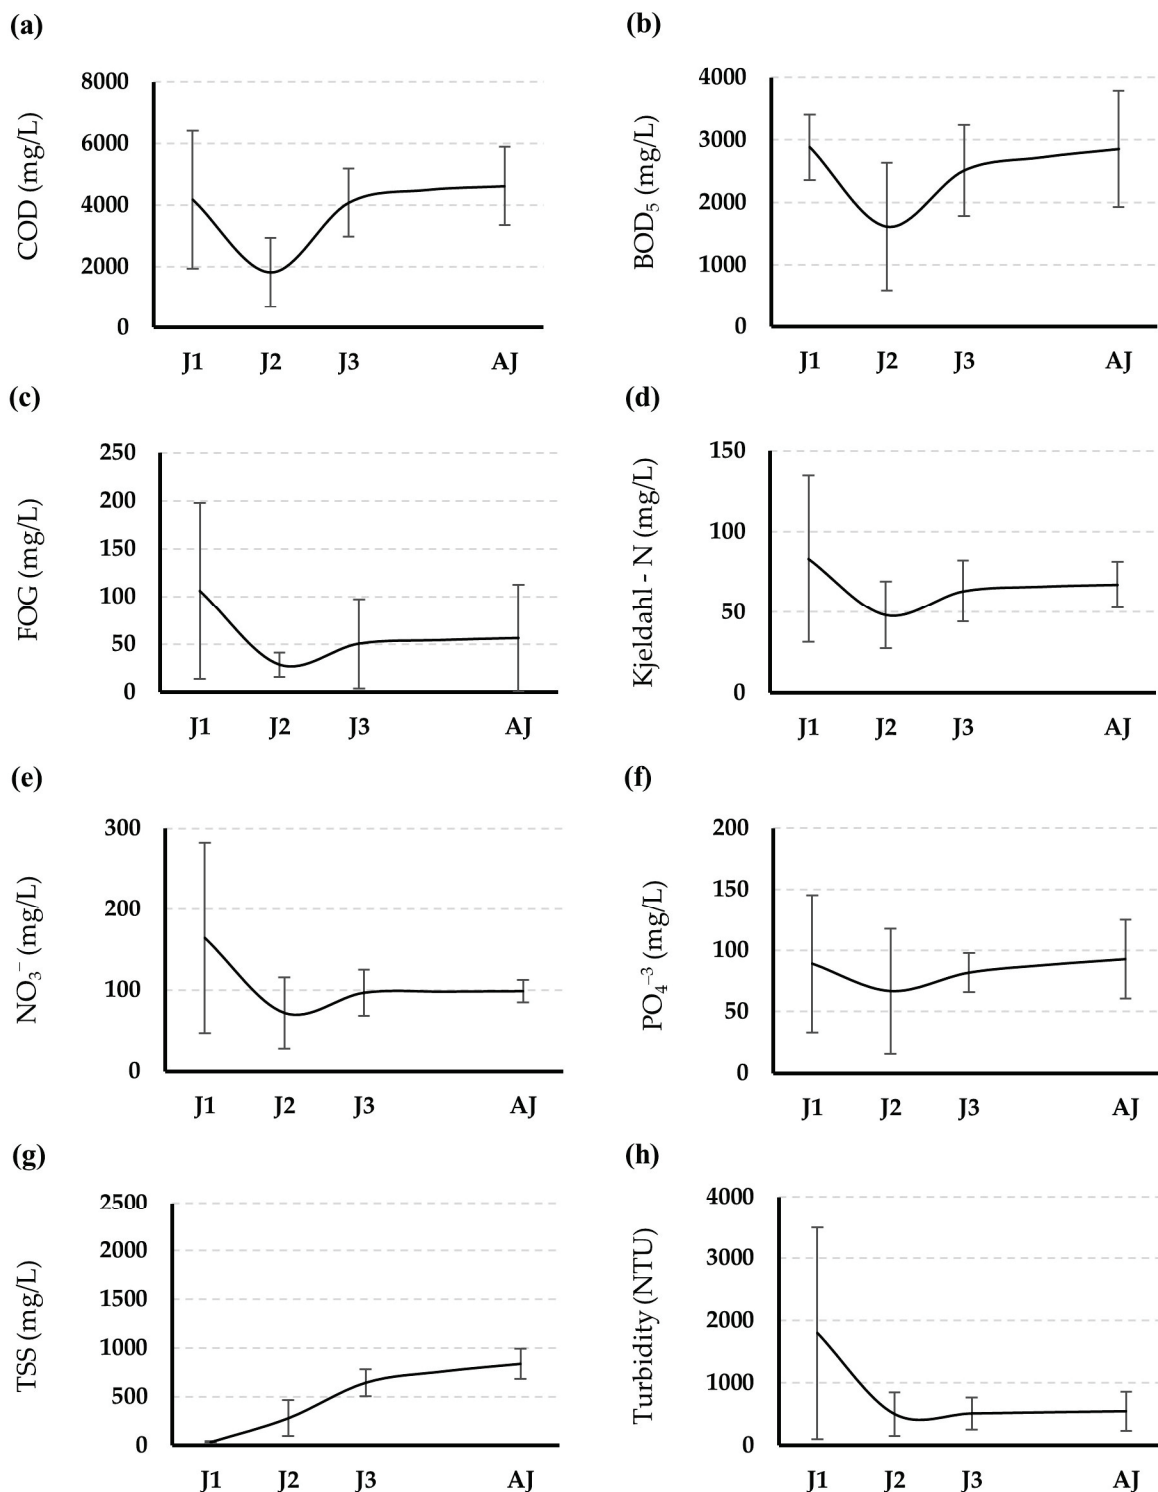 (a)
COD (mg/L)
8000
6000
4000
2000
0
J1 J2 J3 AJ
(b)
BOD₅ (mg/L)
4000
3000
2000
1000
0
J1 J2 J3 AJ
(c)
FOG (mg/L)
250
200
150
100
50
0
J1 J2 J3 AJ
(d)
Kjeldahl - N (mg/L)
150
100
50
0
J1 J2 J3 AJ
(e)
NO₃⁻ (mg/L)
300
200
100
0
J1 J2 J3 AJ
(f)
PO₄⁻³ (mg/L)
200
150
100
50
0
J1 J2 J3 AJ
(g)
TSS (mg/L)
2500
2000
1500
1000
500
0
J1 J2 J3 AJ
(h)
Turbidity (NTU)
4000
3000
2000
1000
0
J1 J2 J3 AJ